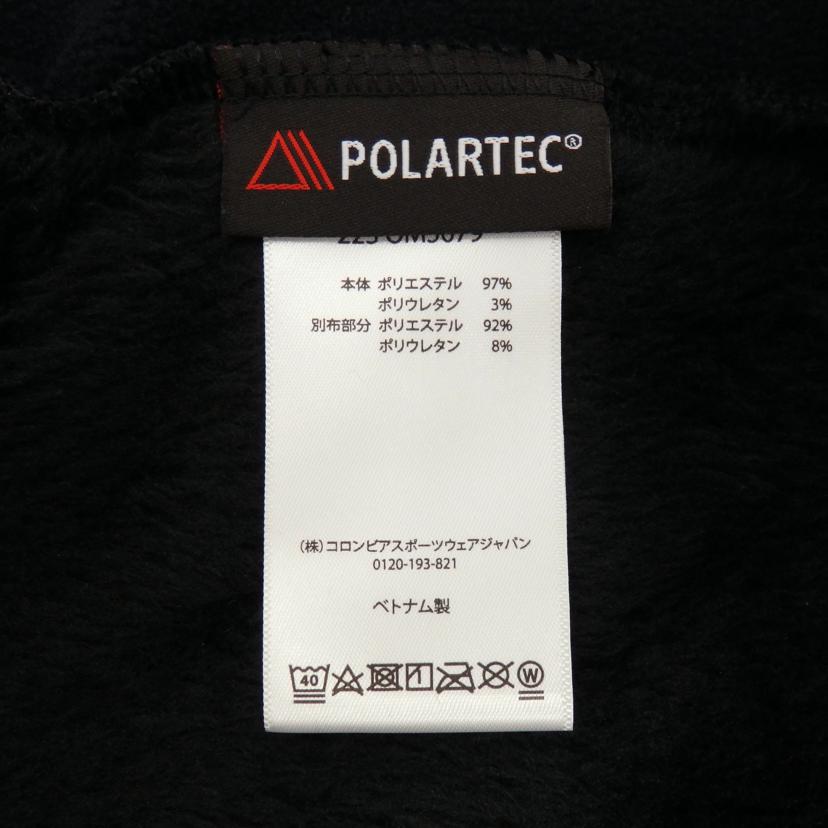 POLARTEC®
本体 ポリエステル 97%
ポリウレタン 3%
別布部分 ポリエステル 92%
ポリウレタン 8%
(株)コロンビアスポーツウェアジャパン
0120-193-821
ベトナム製
40 1 W